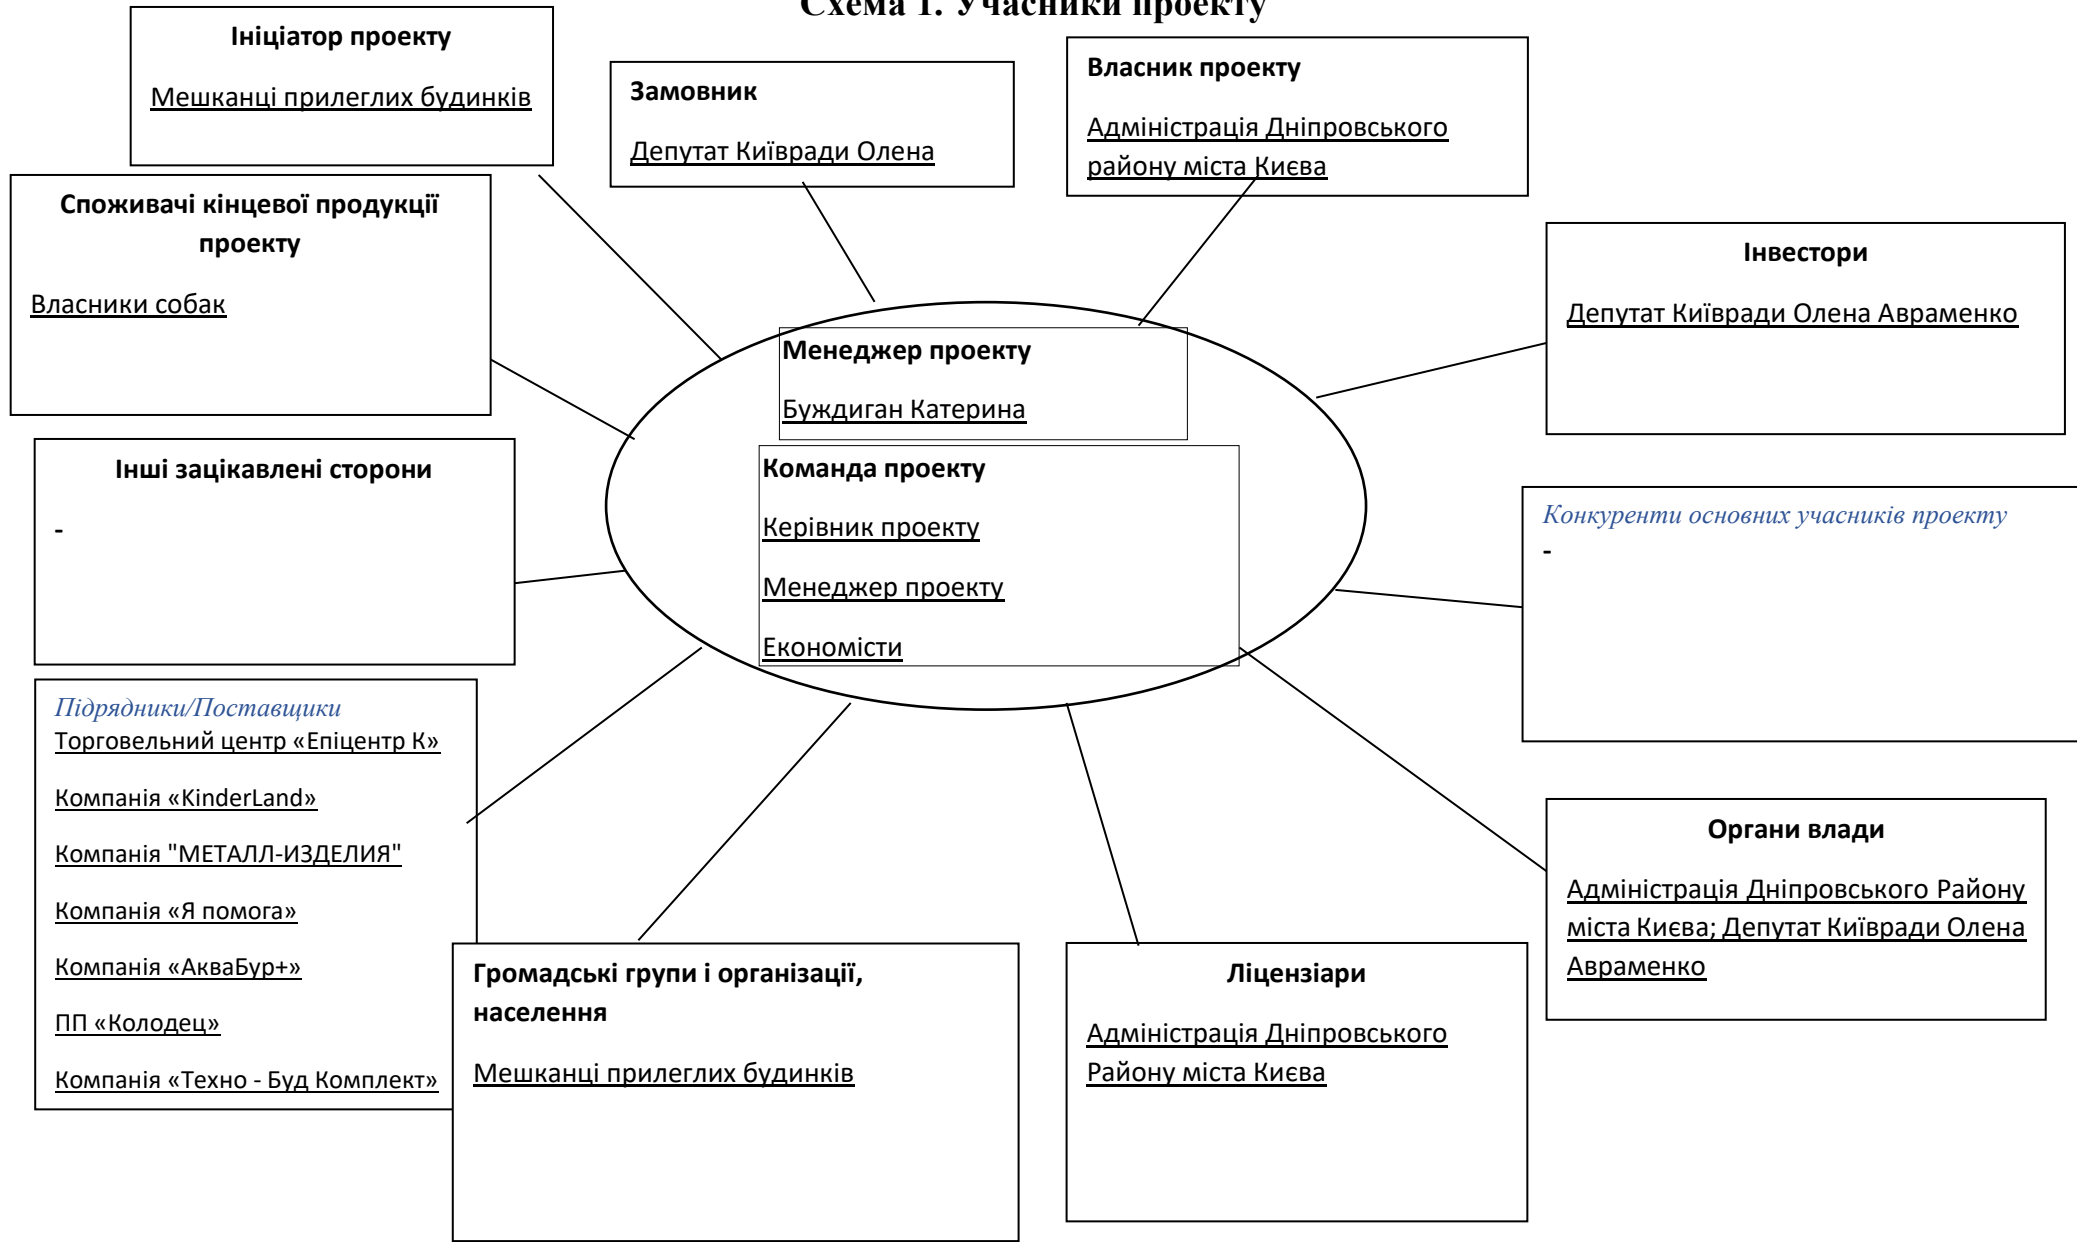 Схема 1. Учасники проекту
Ініціатор проекту
Мешканці прилеглих будинків
Замовник
Депутат Київради Олена
Власник проекту
Адміністрація Дніпровського
району міста Києва
Споживачі кінцевої продукції
проекту
Власники собак
Інвестори
Депутат Київради Олена Авраменко
Менеджер проекту
Буждиган Катерина
Команда проекту
Керівник проекту
Менеджер проекту
Економісти
Інші зацікавлені сторони
-
Конкуренти основних учасників проекту
-
Підрядники/Поставщики
Торговельний центр «Епіцентр К»
Компанія «KinderLand»
Компанія "МЕТАЛЛ-ИЗДЕЛИЯ"
Компанія «Я помога»
Компанія «АкваБур+»
ПП «Колодец»
Компанія «Техно - Буд Комплект»
Громадські групи і організації,
населення
Мешканці прилеглих будинків
Ліцензіари
Адміністрація Дніпровського
Району міста Києва
Органи влади
Адміністрація Дніпровського Району
міста Києва; Депутат Київради Олена
Авраменко